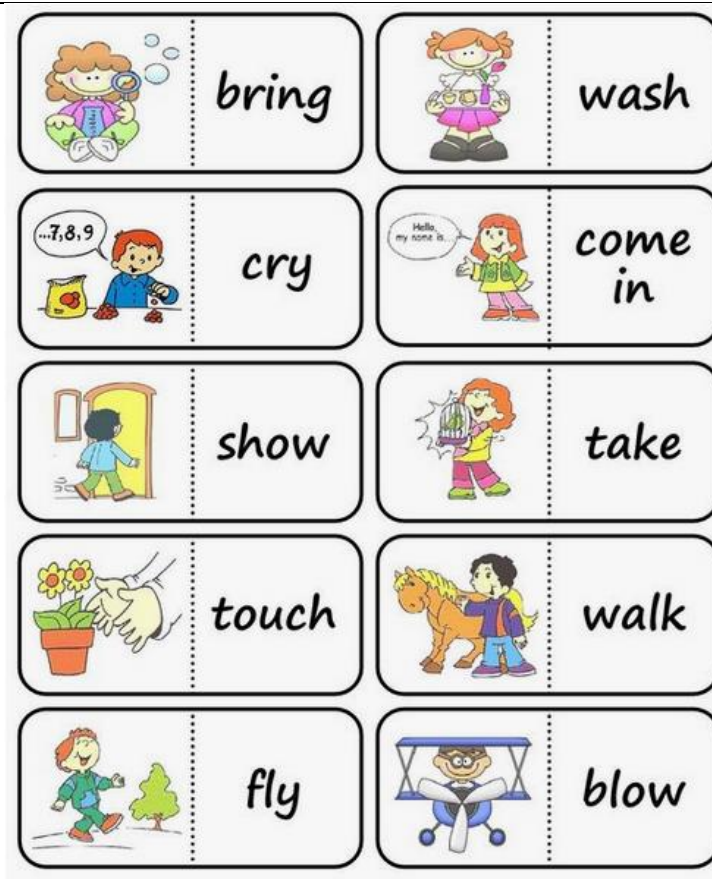 bring
wash
...7,8,9
cry
Hello,
my name is...
come
in
show
take
touch
walk
fly
blow